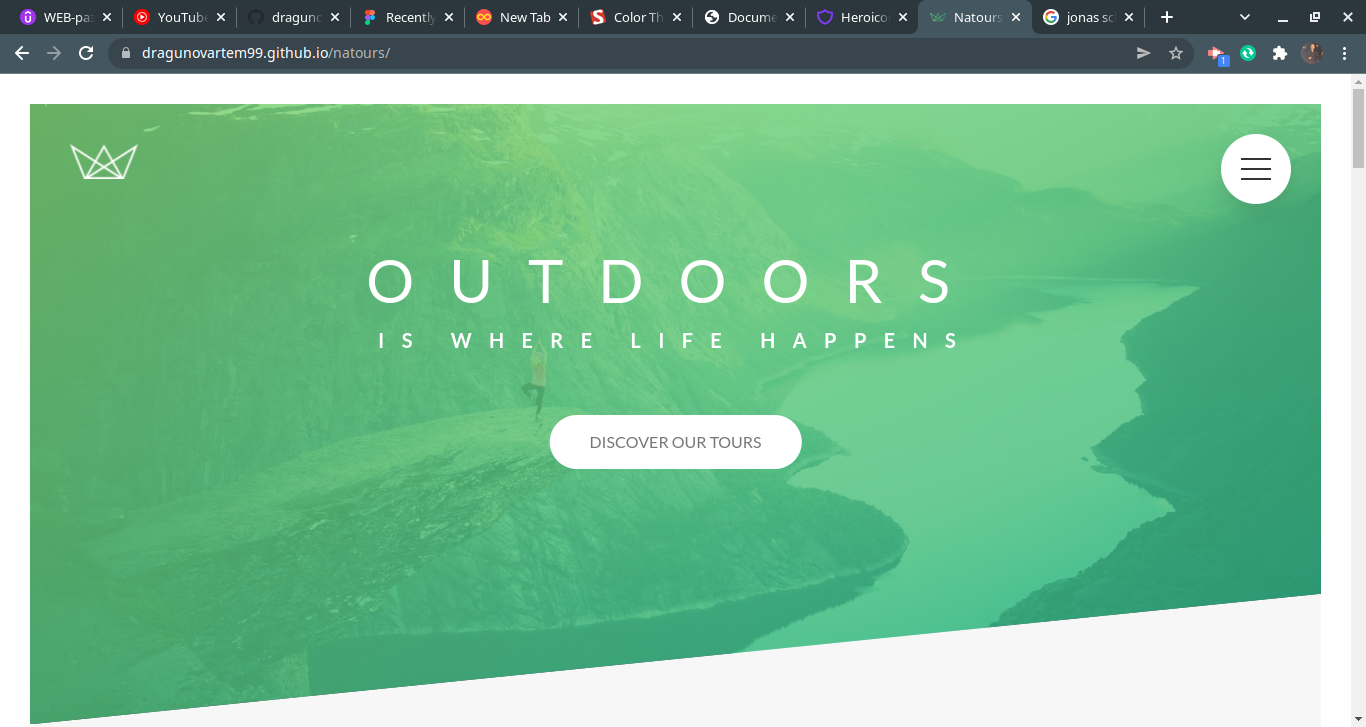 WEB-pa
YouTube
dragunc
Recently
New Tab
Color Th
Docume
Heroico
Natours
jonas sc
dragunovartem99.github.io/natours/
1
OUTDOORS
IS WHERE LIFE HAPPENS
DISCOVER OUR TOURS